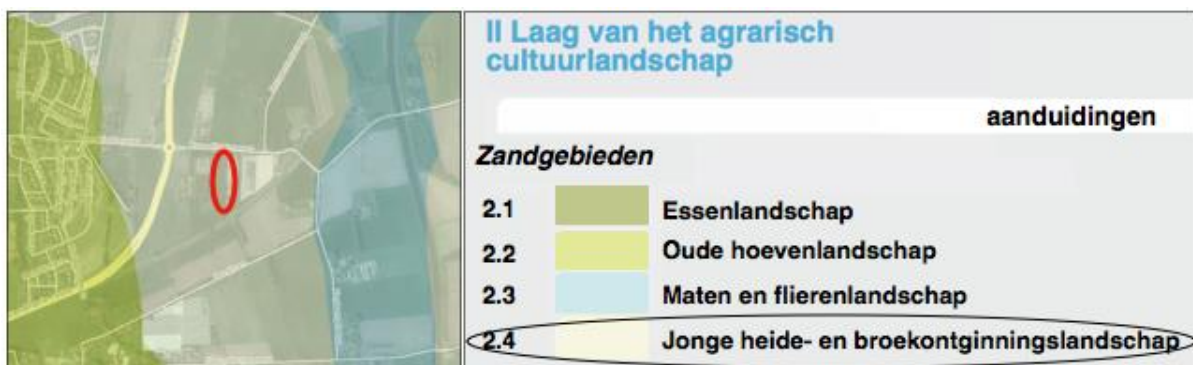 II Laag van het agrarisch
cultuurlandschap
aanduidingen
Zandgebieden
2.1 Essenlandschap
2.2 Oude hoevenlandschap
2.3 Maten en flierenlandschap
2.4 Jonge heide- en broekontginningslandschap